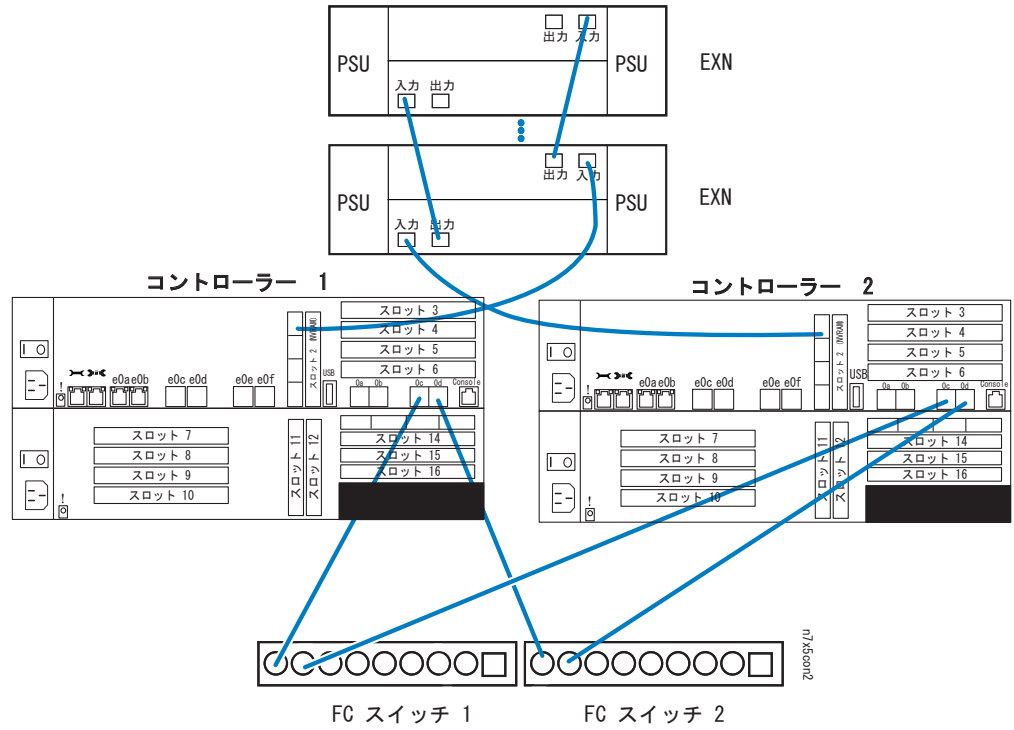 出力 入力
PSU PSU EXN
入力 出力
出力 入力
PSU PSU EXN
入力 出力
コントローラー 1
スロット 3
スロット 4
スロット 5
スロット 6
スロット 2 (NVRAM)
USB
0a 0b 0c 0d Console
! e0a e0b e0c e0d e0e e0f
スロット 7
スロット 8
スロット 9
スロット 10
!
スロット 11
スロット 12
スロット 14
スロット 15
スロット 16
コントローラー 2
スロット 3
スロット 4
スロット 5
スロット 6
スロット 2 (NVRAM)
USB
0a 0b 0c 0d Console
! e0a e0b e0c e0d e0e e0f
スロット 7
スロット 8
スロット 9
スロット 10
!
スロット 11
スロット 12
スロット 14
スロット 15
スロット 16
n7x5con2
FC スイッチ 1
FC スイッチ 2